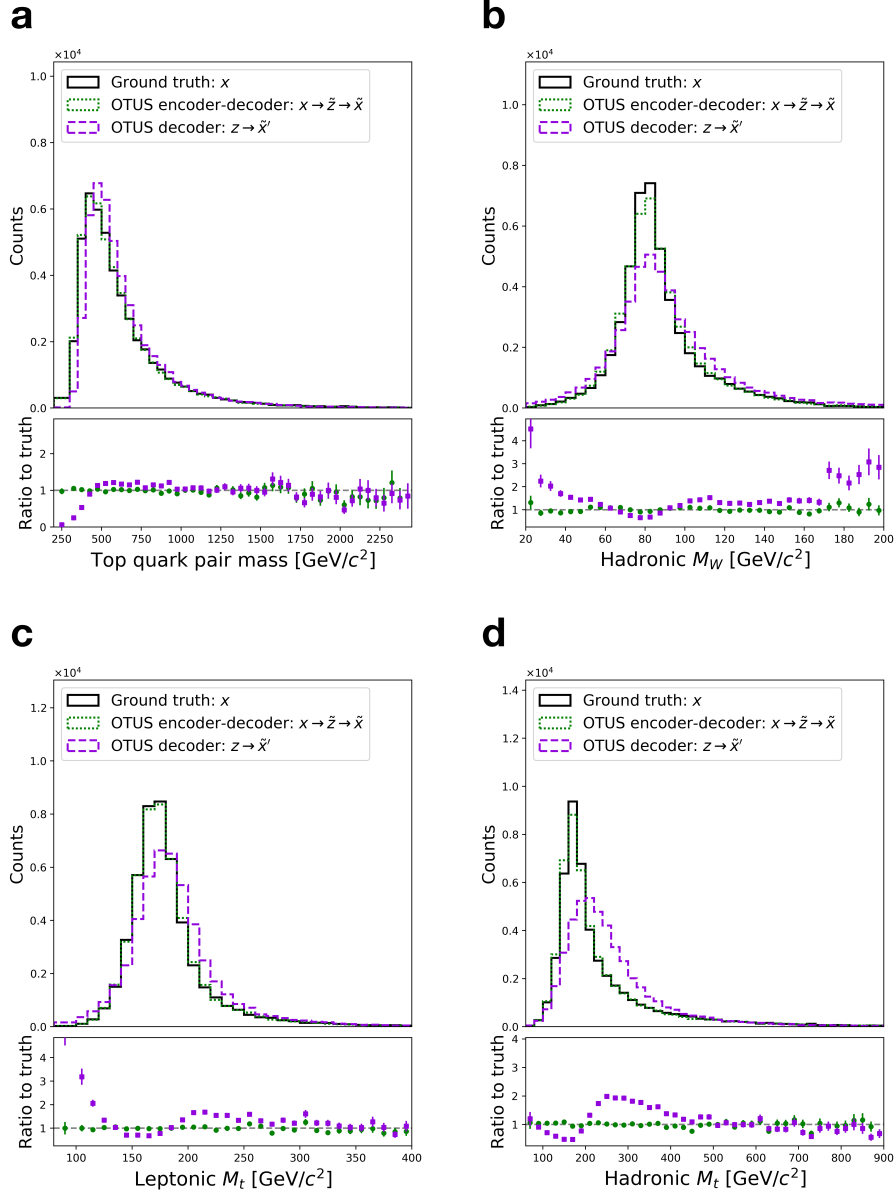 a
×10⁴
Ground truth: x
OTUS encoder-decoder: x → z̃ → x̃
OTUS decoder: z → x̃′
Counts
1.0
0.8
0.6
0.4
0.2
0.0
Ratio to truth
2
1
0
250 500 750 1000 1250 1500 1750 2000 2250
Top quark pair mass [GeV/c²]
b
×10⁴
Ground truth: x
OTUS encoder-decoder: x → z̃ → x̃
OTUS decoder: z → x̃′
Counts
1.0
0.8
0.6
0.4
0.2
0.0
Ratio to truth
4
3
2
1
20 40 60 80 100 120 140 160 180 200
Hadronic M_W [GeV/c²]
c
×10⁴
Ground truth: x
OTUS encoder-decoder: x → z̃ → x̃
OTUS decoder: z → x̃′
Counts
1.2
1.0
0.8
0.6
0.4
0.2
0.0
Ratio to truth
4
3
2
1
100 150 200 250 300 350 400
Leptonic M_t [GeV/c²]
d
×10⁴
Ground truth: x
OTUS encoder-decoder: x → z̃ → x̃
OTUS decoder: z → x̃′
Counts
1.4
1.2
1.0
0.8
0.6
0.4
0.2
0.0
Ratio to truth
4
3
2
1
100 200 300 400 500 600 700 800 900
Hadronic M_t [GeV/c²]